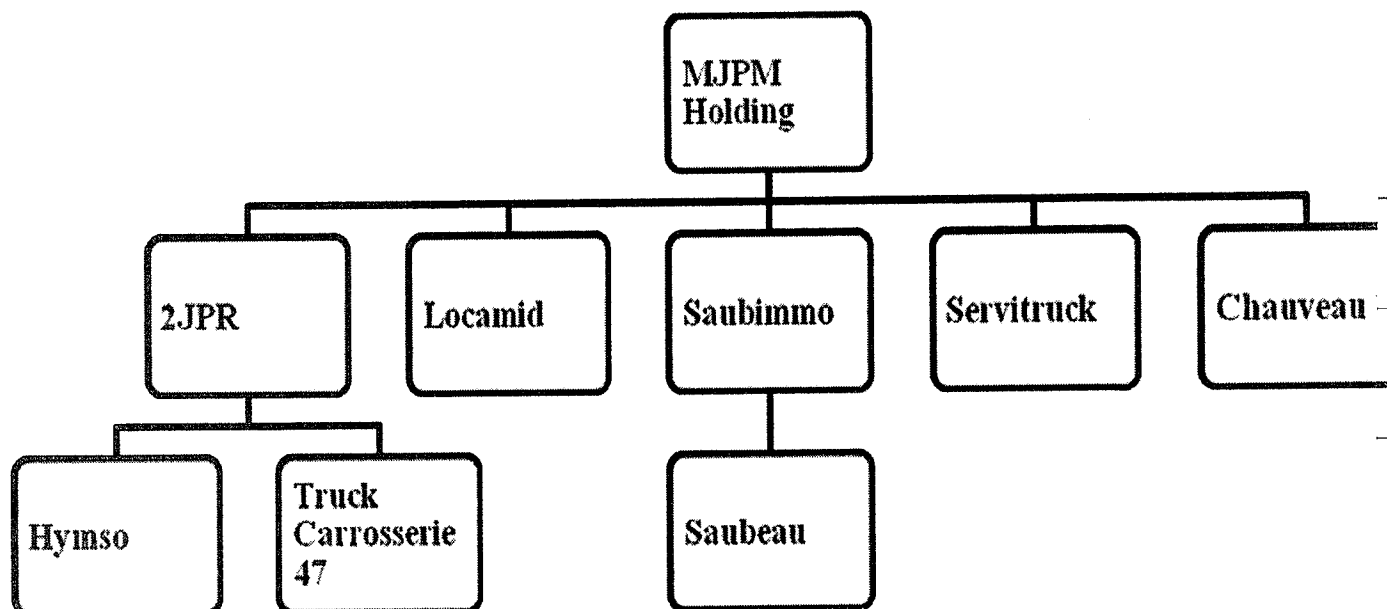 MJPM
Holding
2JPR
Locamid
Saubimmo
Servitruck
Chauveau
Hymso
Truck
Carrosserie
47
Saubeau